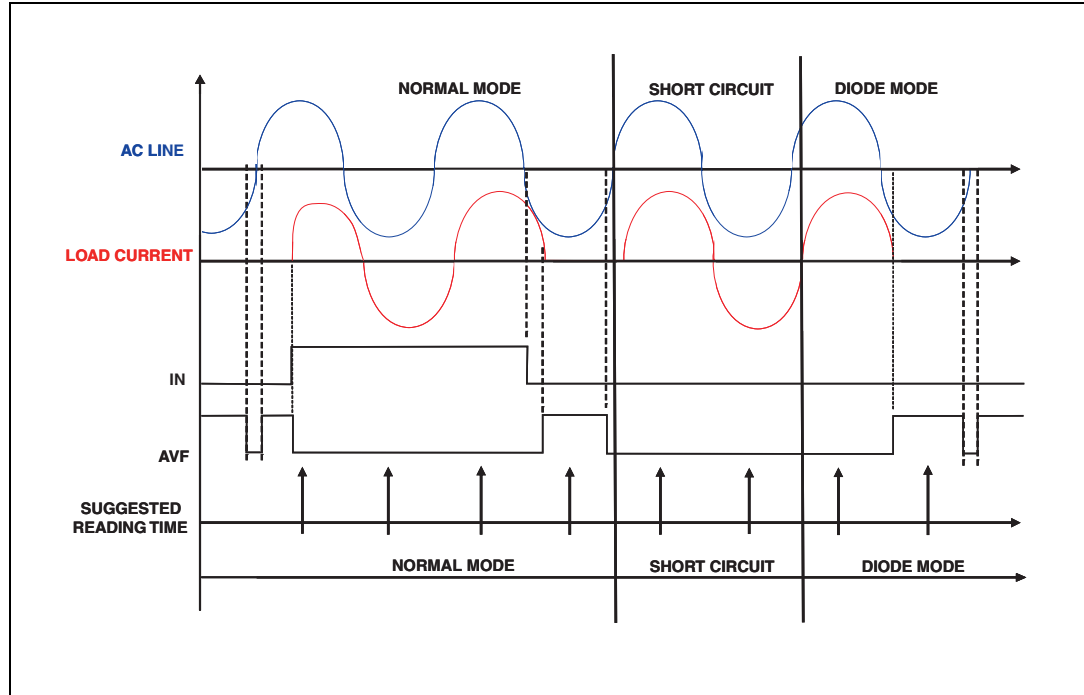 NORMAL MODE
SHORT CIRCUIT
DIODE MODE
AC LINE
LOAD CURRENT
IN
AVF
SUGGESTED
READING TIME
NORMAL MODE
SHORT CIRCUIT
DIODE MODE